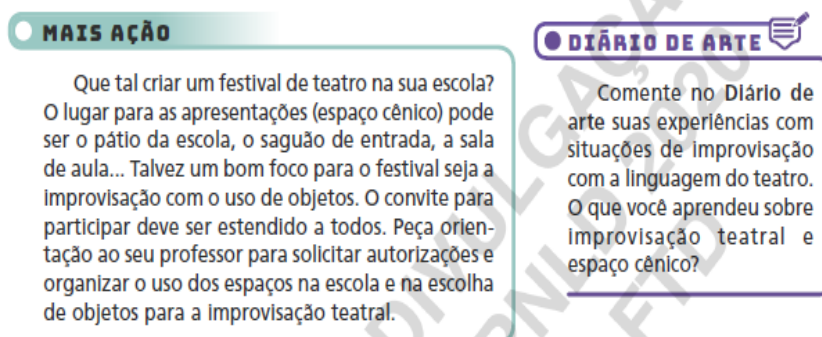 MAIS AÇÃO
Que tal criar um festival de teatro na sua escola?
O lugar para as apresentações (espaço cênico) pode
ser o pátio da escola, o saguão de entrada, a sala
de aula... Talvez um bom foco para o festival seja a
improvisação com o uso de objetos. O convite para
participar deve ser estendido a todos. Peça orien-
tação ao seu professor para solicitar autorizações e
organizar o uso dos espaços na escola e na escolha
de objetos para a improvisação teatral.
DIÁRIO DE ARTE
Comente no Diário de
arte suas experiências com
situações de improvisação
com a linguagem do teatro.
O que você aprendeu sobre
improvisação teatral e
espaço cênico?
DIVULGAÇÃ
PNLD 2020
FTD